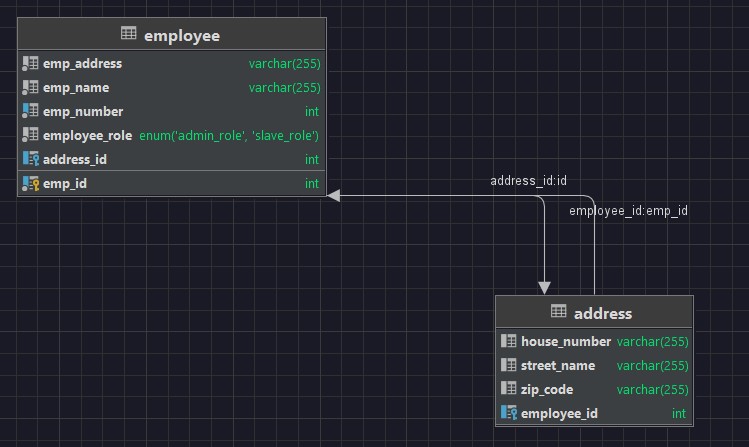 employee
emp_address varchar(255)
emp_name varchar(255)
emp_number int
employee_role enum('admin_role', 'slave_role')
address_id int
emp_id int
address_id:id
employee_id:emp_id
address
house_number varchar(255)
street_name varchar(255)
zip_code varchar(255)
employee_id int